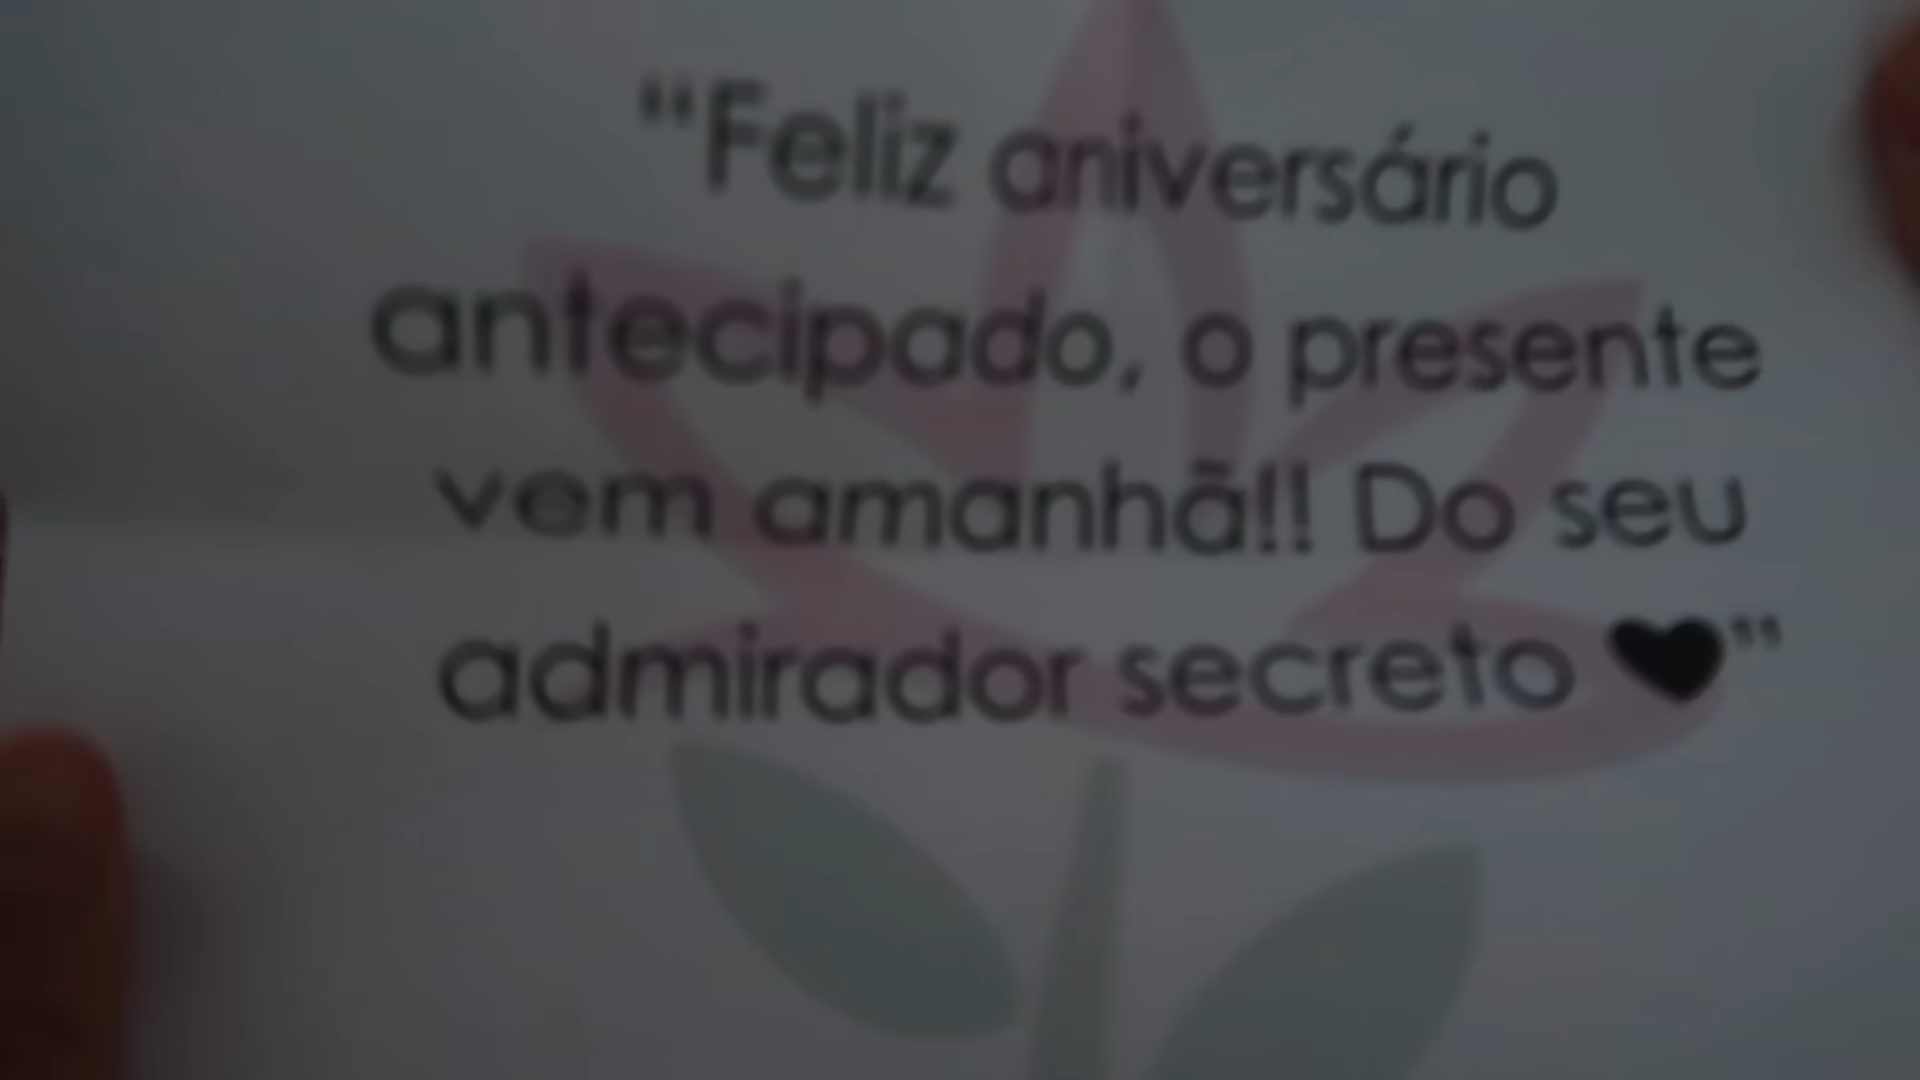 “Feliz aniversário
antecipado, o presente
vem amanhã!! Do seu
admirador secreto ♥”